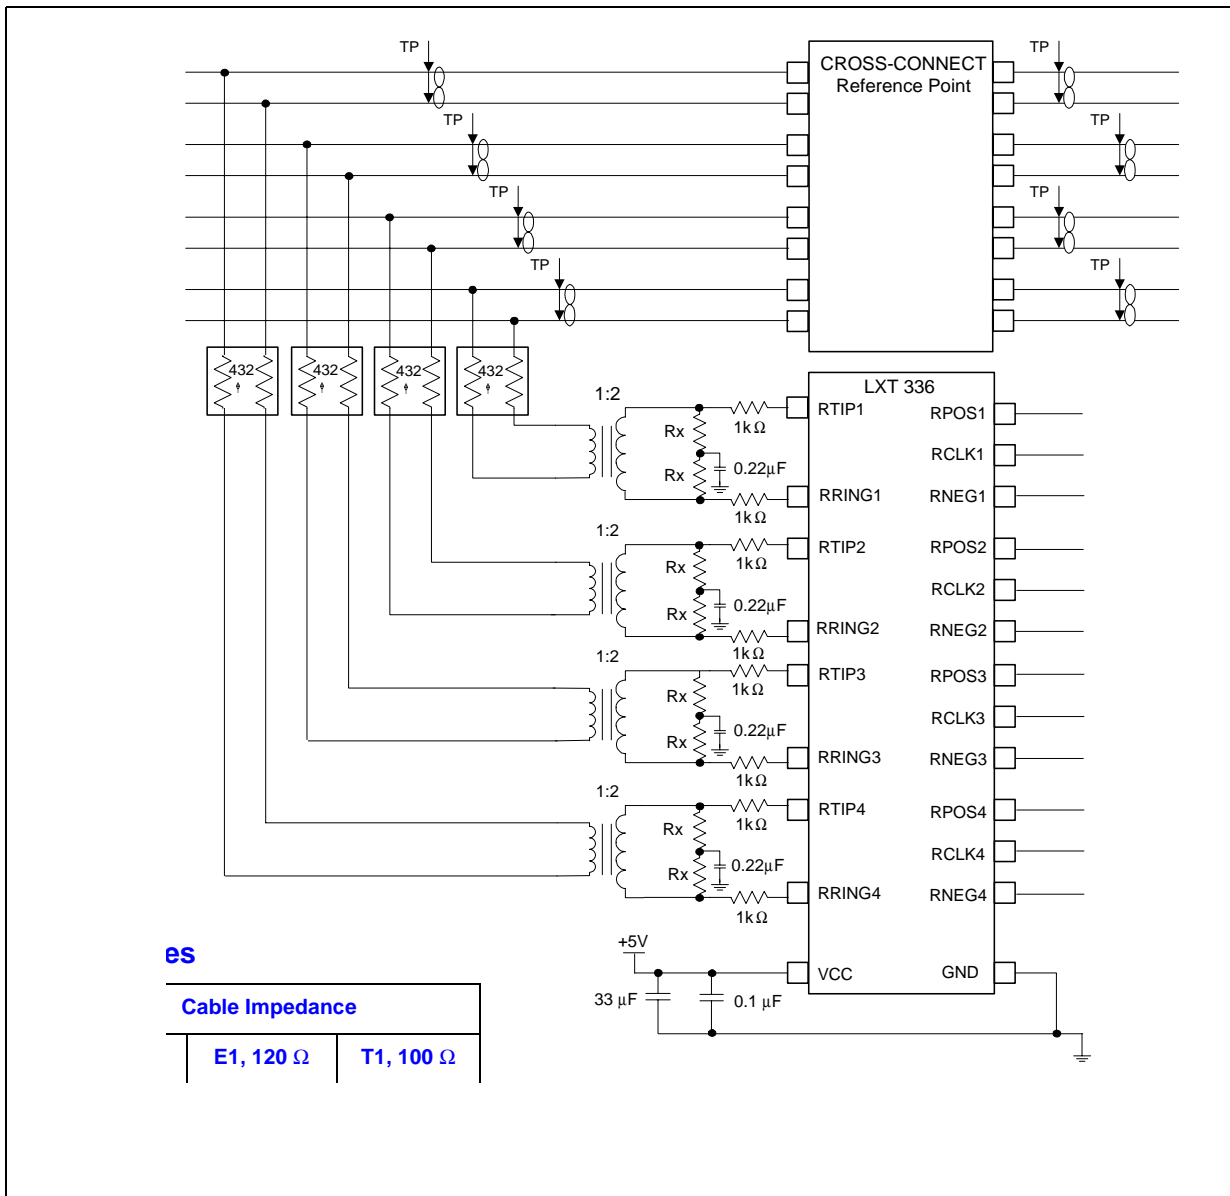 TP
TP
TP
TP
CROSS-CONNECT
Reference Point
TP
TP
TP
TP
432
432
432
432
LXT 336
1:2
Rx
Rx
0.22µF
1kΩ
1kΩ
RTIP1
RRING1
RPOS1
RCLK1
RNEG1
1:2
Rx
Rx
0.22µF
1kΩ
1kΩ
RTIP2
RRING2
RPOS2
RCLK2
RNEG2
1:2
Rx
Rx
0.22µF
1kΩ
1kΩ
RTIP3
RRING3
RPOS3
RCLK3
RNEG3
1:2
Rx
Rx
0.22µF
1kΩ
1kΩ
RTIP4
RRING4
RPOS4
RCLK4
RNEG4
+5V
33 µF
0.1 µF
VCC
GND
es
Cable Impedance
E1, 120 Ω
T1, 100 Ω